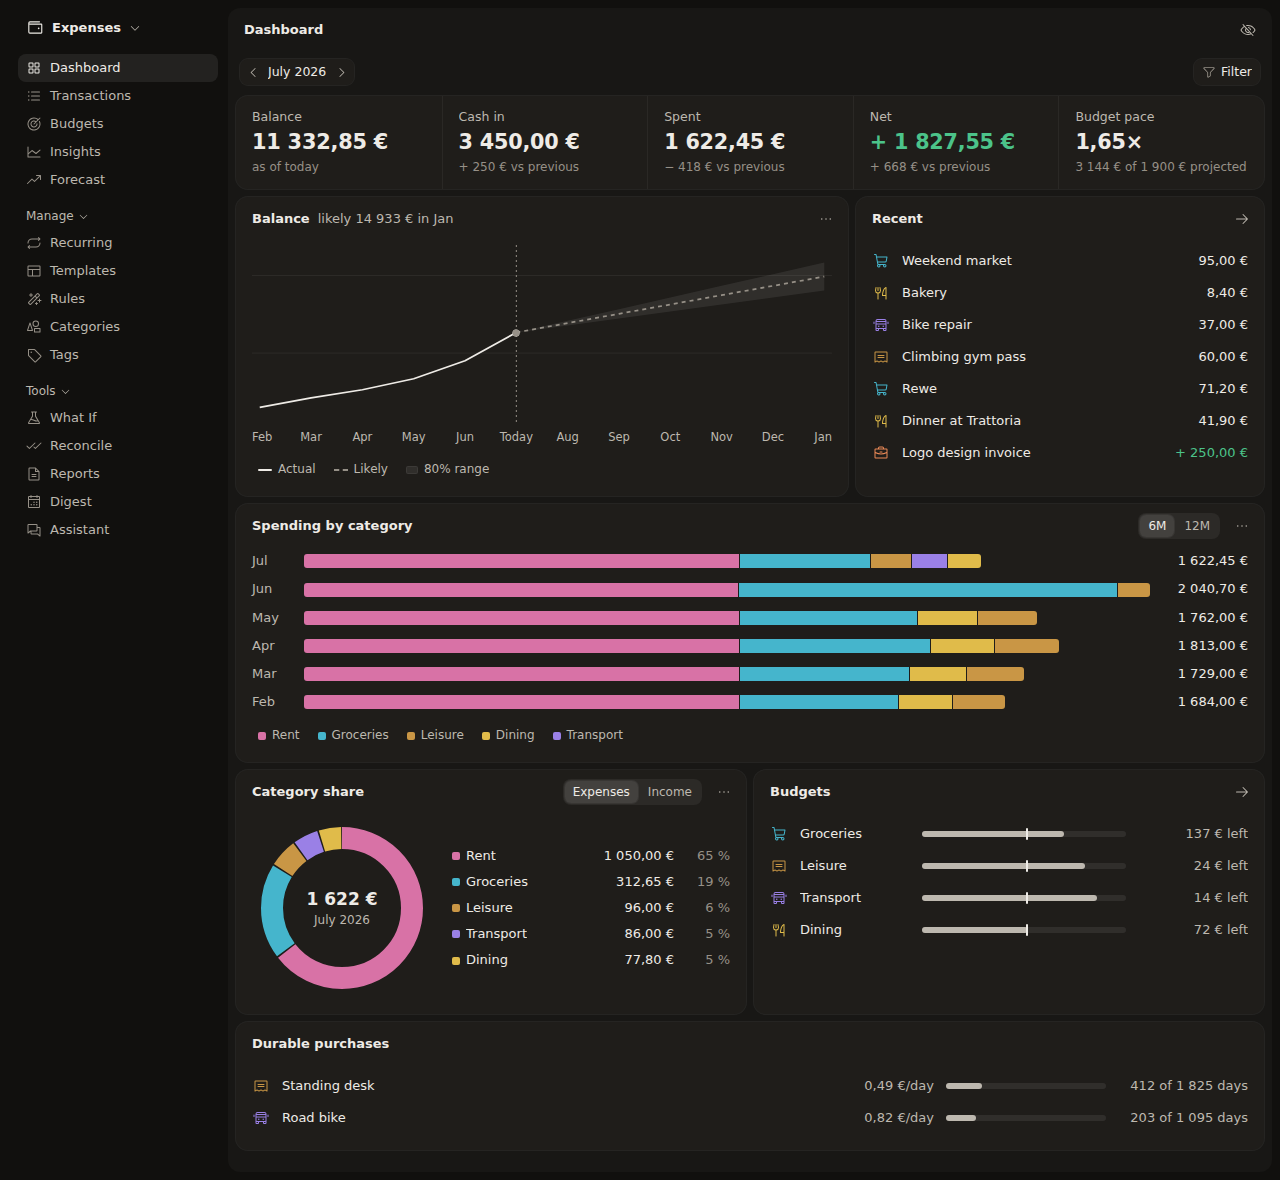 Expenses
Dashboard
Transactions
Budgets
Insights
Forecast
Manage
Recurring
Templates
Rules
Categories
Tags
Tools
What If
Reconcile
Reports
Digest
Assistant
Dashboard
July 2026
Filter
Balance
11 332,85 €
as of today
Cash in
3 450,00 €
+ 250 € vs previous
Spent
1 622,45 €
− 418 € vs previous
Net
+ 1 827,55 €
+ 668 € vs previous
Budget pace
1,65×
3 144 € of 1 900 € projected
Balance likely 14 933 € in Jan
Feb Mar Apr May Jun Today Aug Sep Oct Nov Dec Jan
Actual Likely 80% range
Recent
Weekend market 95,00 €
Bakery 8,40 €
Bike repair 37,00 €
Climbing gym pass 60,00 €
Rewe 71,20 €
Dinner at Trattoria 41,90 €
Logo design invoice + 250,00 €
Spending by category 6M 12M
Jul 1 622,45 €
Jun 2 040,70 €
May 1 762,00 €
Apr 1 813,00 €
Mar 1 729,00 €
Feb 1 684,00 €
Rent Groceries Leisure Dining Transport
Category share Expenses Income
1 622 €
July 2026
Rent 1 050,00 € 65 %
Groceries 312,65 € 19 %
Leisure 96,00 € 6 %
Transport 86,00 € 5 %
Dining 77,80 € 5 %
Budgets
Groceries 137 € left
Leisure 24 € left
Transport 14 € left
Dining 72 € left
Durable purchases
Standing desk 0,49 €/day 412 of 1 825 days
Road bike 0,82 €/day 203 of 1 095 days